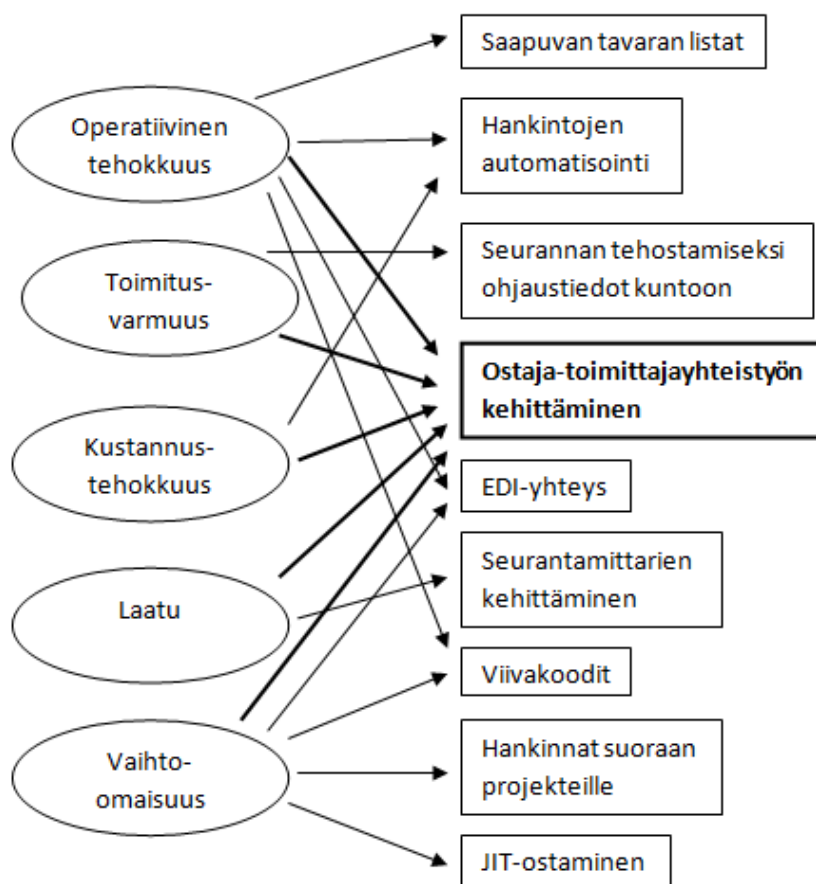 Saapuvan tavaran listat
Operatiivinen
tehokkuus
Hankintojen
automatisointi
Toimitus-
varmuus
Seurannan tehostamiseksi
ohjaustiedot kuntoon
Ostaja-toimittajayhteistyön
kehittäminen
Kustannus-
tehokkuus
EDI-yhteys
Laatu
Seurantamittarien
kehittäminen
Viivakoodit
Vaihto-
omaisuus
Hankinnat suoraan
projekteille
JIT-ostaminen